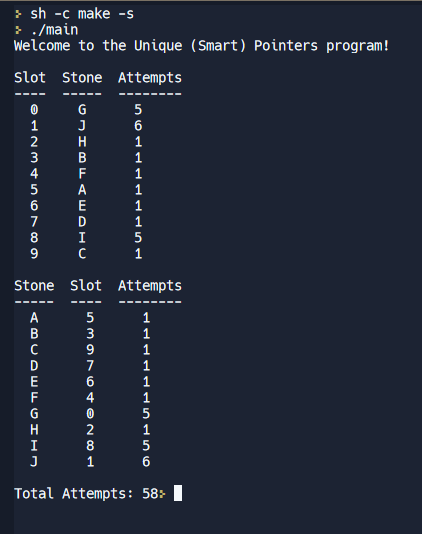 > sh -c make -s
> ./main
Welcome to the Unique (Smart) Pointers program!

Slot  Stone  Attempts
----  -----  --------
  0     G      5
  1     J      6
  2     H      1
  3     B      1
  4     F      1
  5     A      1
  6     E      1
  7     D      1
  8     I      5
  9     C      1

Stone  Slot  Attempts
-----  ----  --------
  A      5      1
  B      3      1
  C      9      1
  D      7      1
  E      6      1
  F      4      1
  G      0      5
  H      2      1
  I      8      5
  J      1      6

Total Attempts: 58>